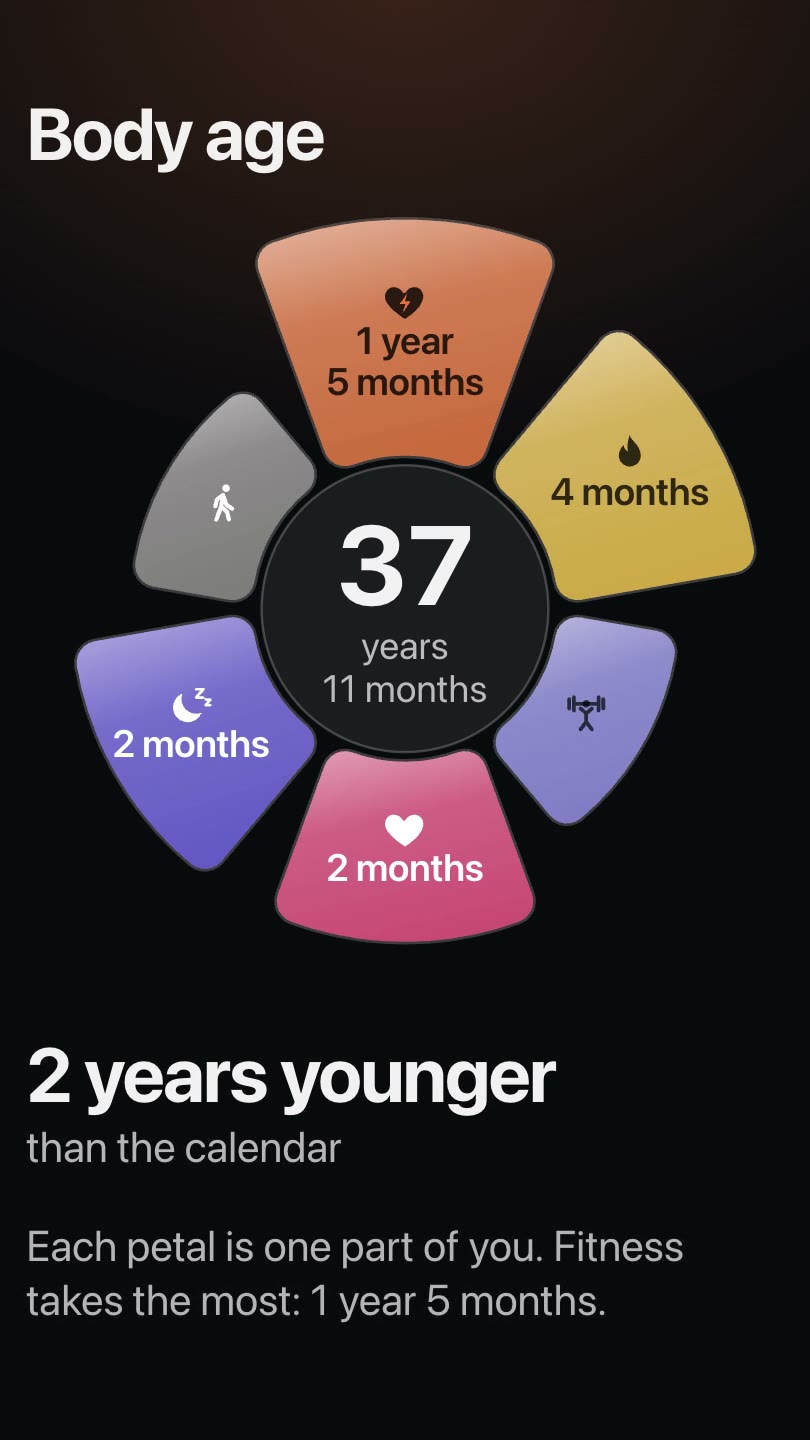 Body age
1 year
5 months
4 months
37
years
11 months
zz
2 months
2 months
2 years younger
than the calendar
Each petal is one part of you. Fitness
takes the most: 1 year 5 months.